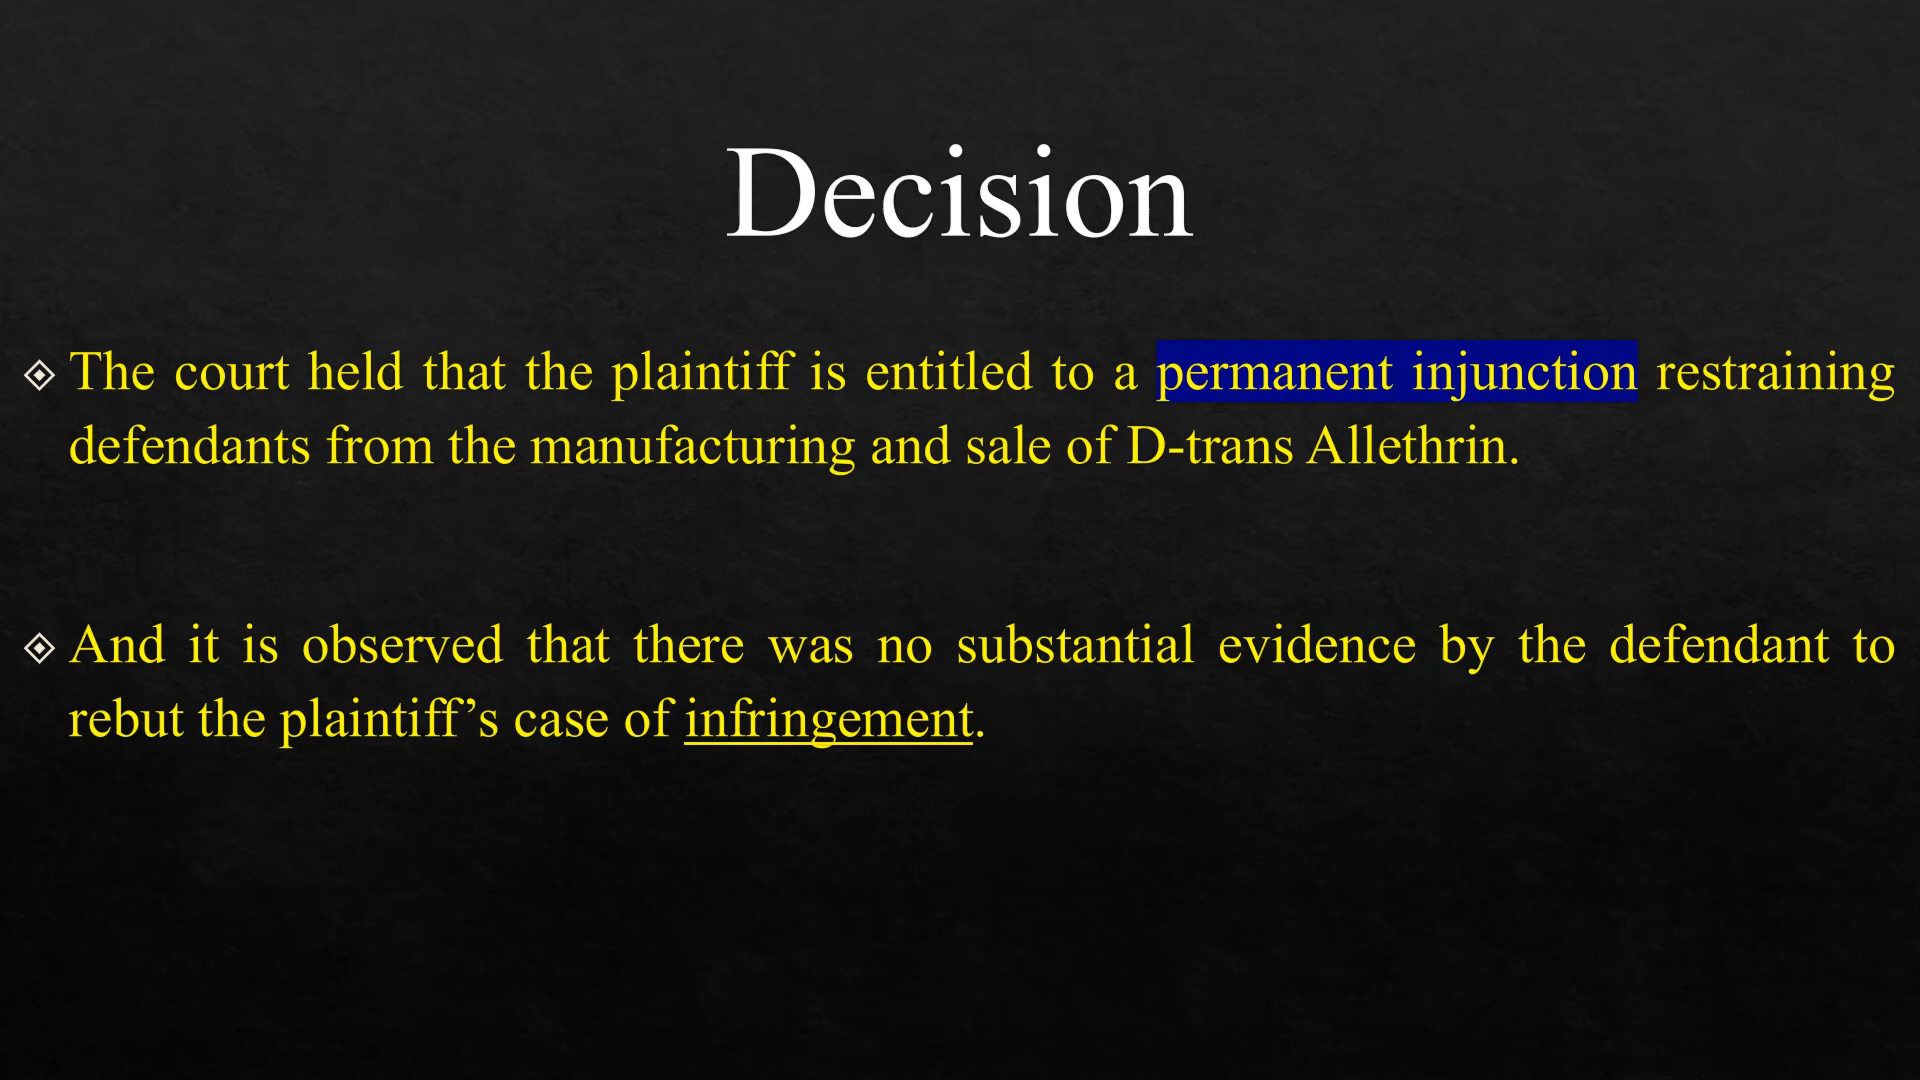 Decision
The court held that the plaintiff is entitled to a permanent injunction restraining
defendants from the manufacturing and sale of D-trans Allethrin.
And it is observed that there was no substantial evidence by the defendant to
rebut the plaintiff’s case of infringement.